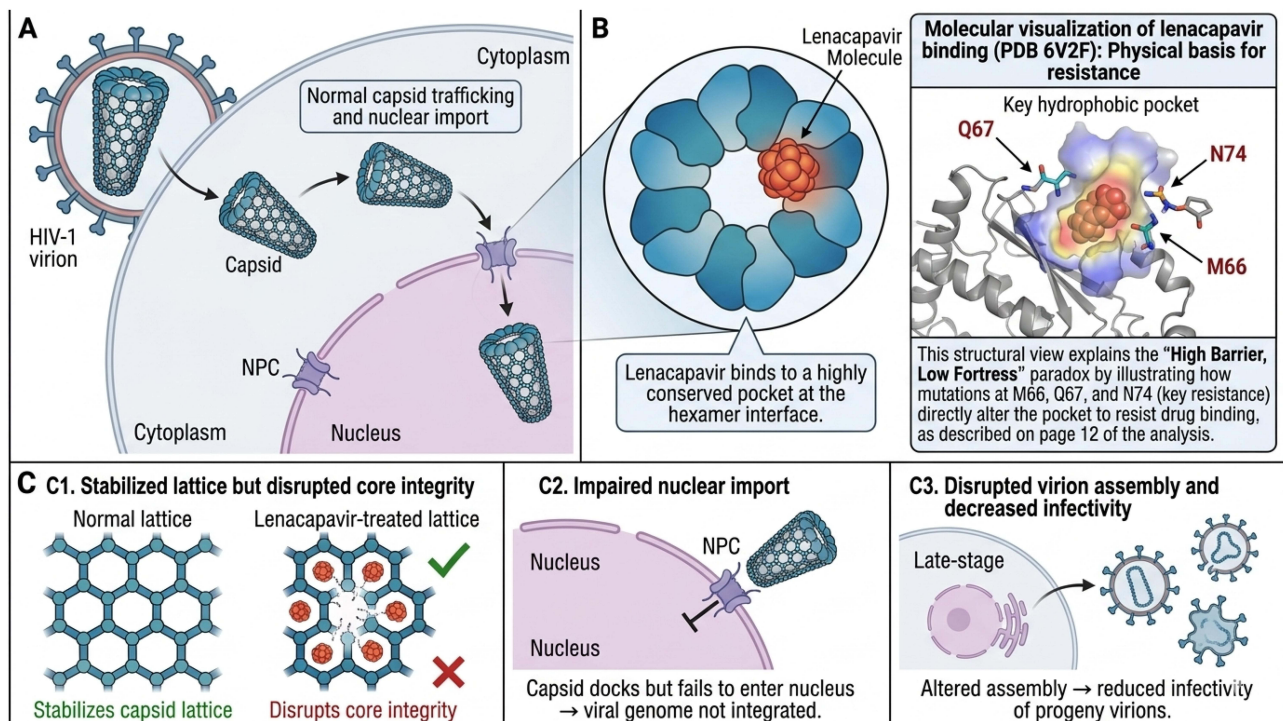 A
Cytoplasm
Normal capsid trafficking
and nuclear import
HIV-1
virion
Capsid
NPC
Cytoplasm
Nucleus
B
Lenacapavir
Molecule
Lenacapavir binds to a highly
conserved pocket at the
hexamer interface.
Molecular visualization of lenacapavir
binding (PDB 6V2F): Physical basis for
resistance
Key hydrophobic pocket
Q67
N74
M66
This structural view explains the “High Barrier,
Low Fortress” paradox by illustrating how
mutations at M66, Q67, and N74 (key resistance)
directly alter the pocket to resist drug binding,
as described on page 12 of the analysis.
C
C1. Stabilized lattice but disrupted core integrity
Normal lattice
Lenacapavir-treated lattice
Stabilizes capsid lattice
Disrupts core integrity
C2. Impaired nuclear import
Nucleus
NPC
Nucleus
Capsid docks but fails to enter nucleus
→ viral genome not integrated.
C3. Disrupted virion assembly and
decreased infectivity
Late-stage
Altered assembly → reduced infectivity
of progeny virions.